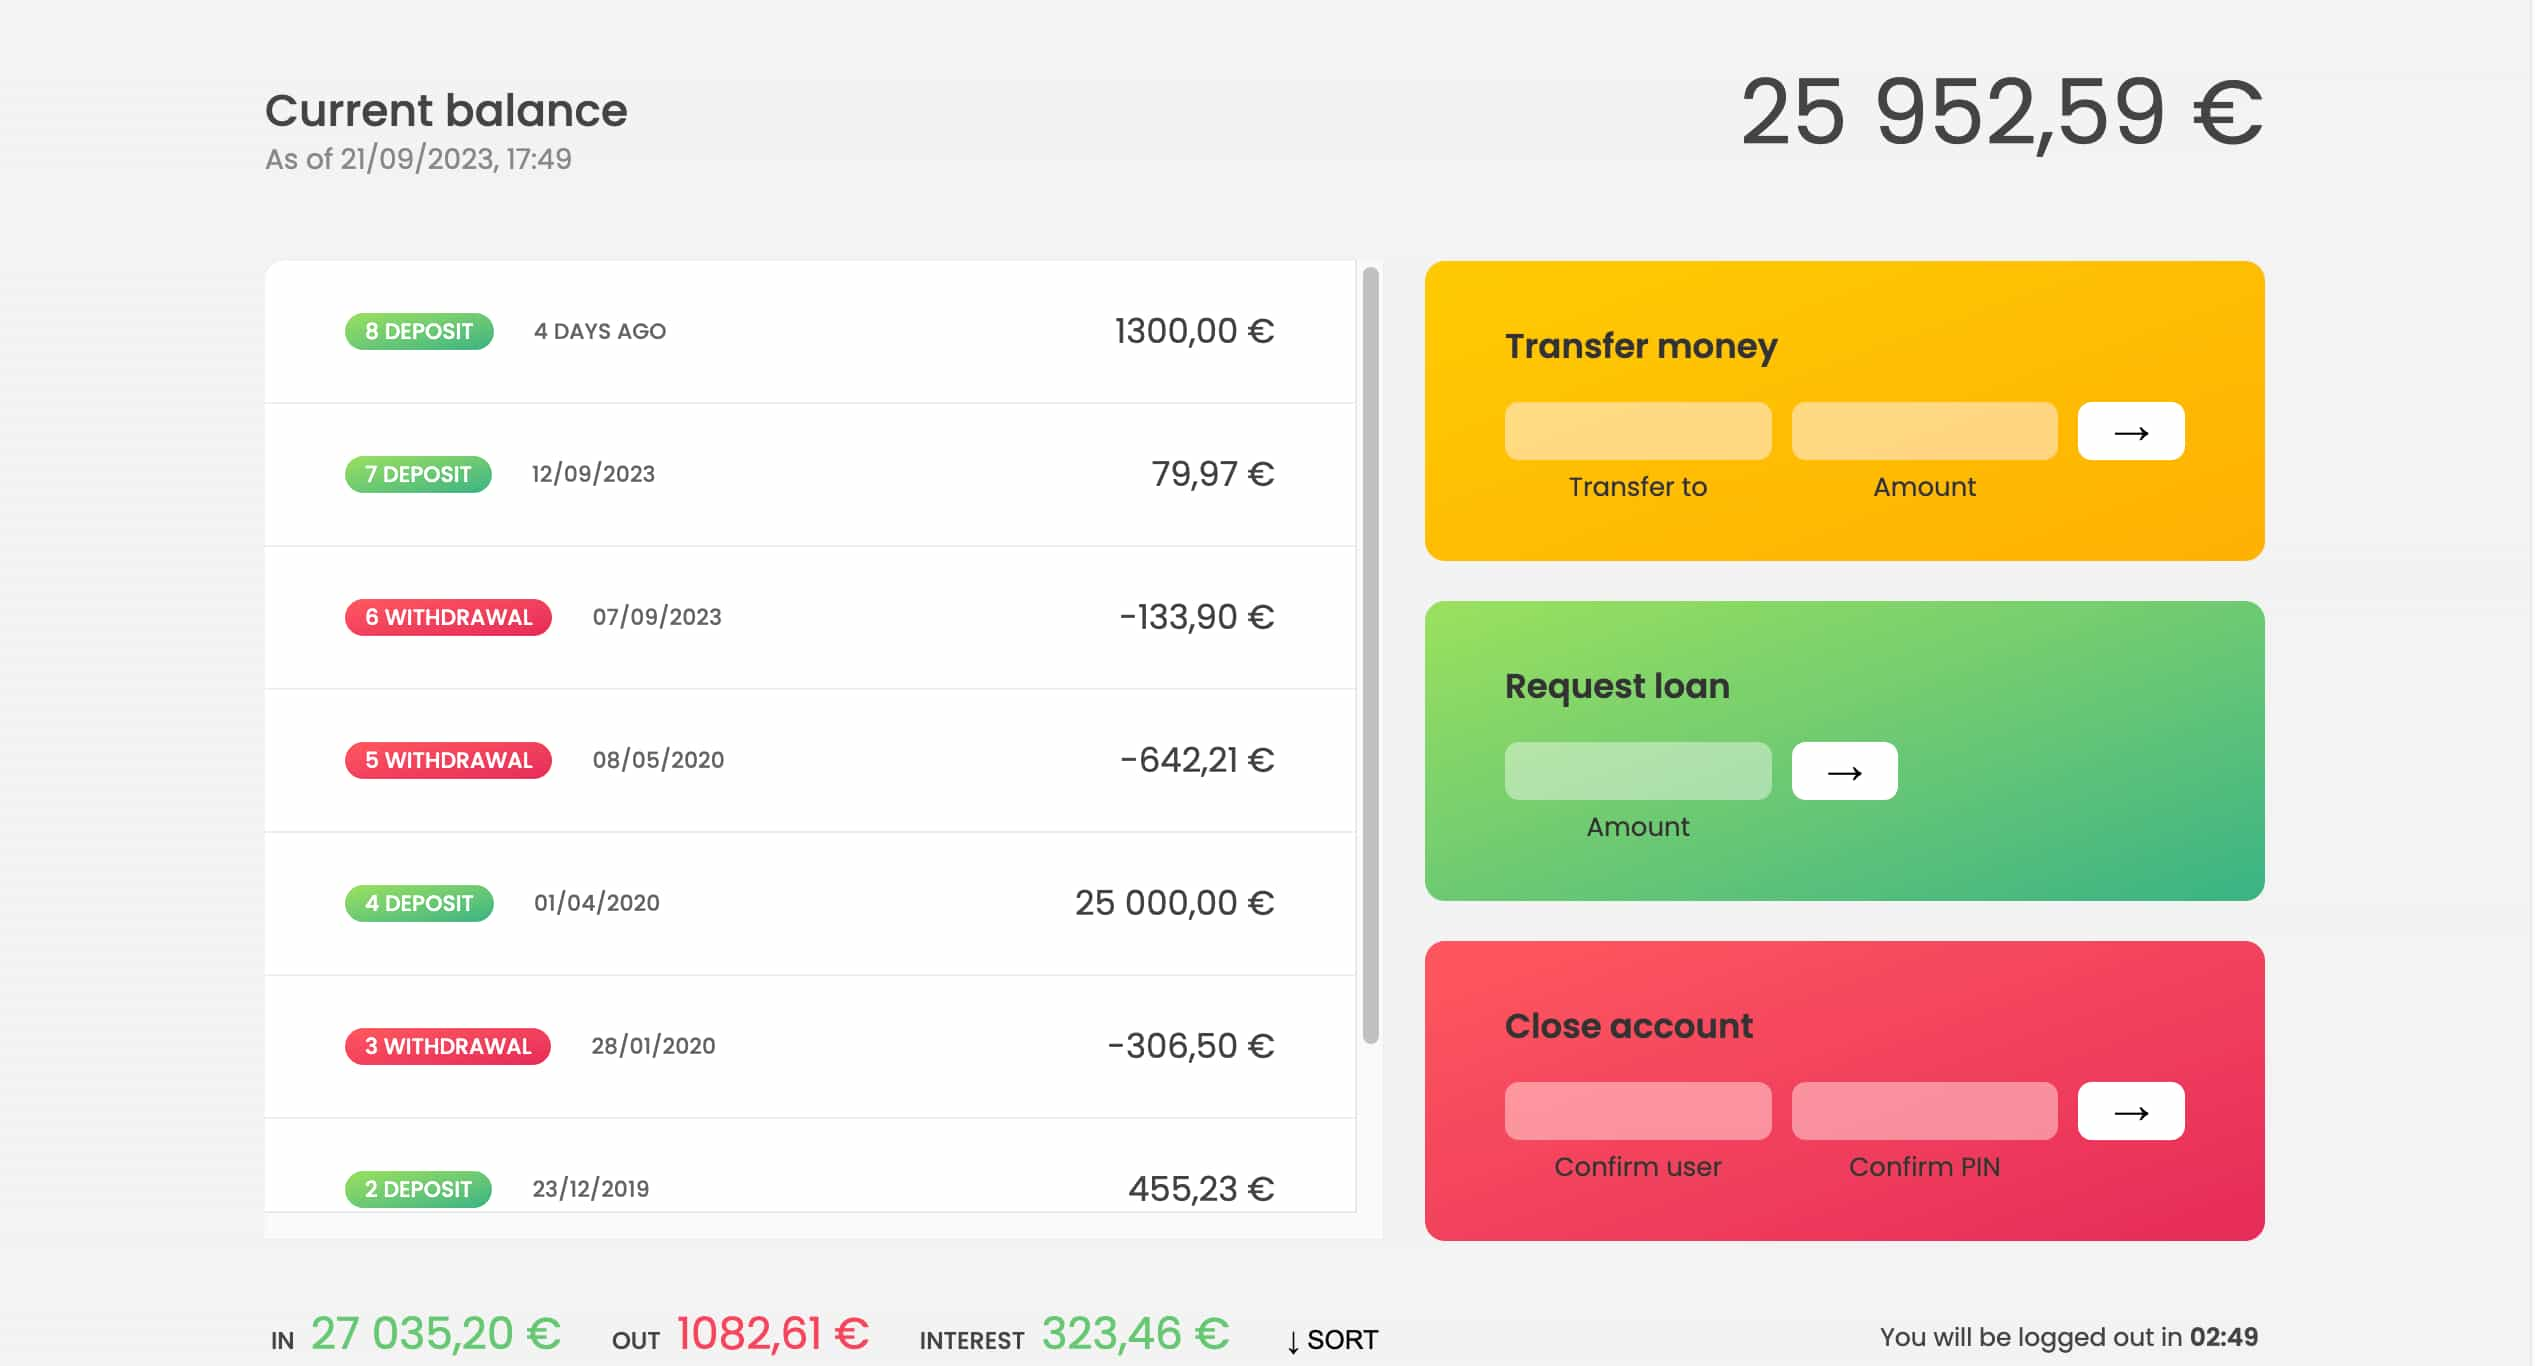 Current balance
25 952,59 €
As of 21/09/2023, 17:49
8 DEPOSIT 4 DAYS AGO 1300,00 €
7 DEPOSIT 12/09/2023 79,97 €
6 WITHDRAWAL 07/09/2023 -133,90 €
5 WITHDRAWAL 08/05/2020 -642,21 €
4 DEPOSIT 01/04/2020 25 000,00 €
3 WITHDRAWAL 28/01/2020 -306,50 €
2 DEPOSIT 23/12/2019 455,23 €
Transfer money
→
Transfer to Amount
Request loan
→
Amount
Close account
→
Confirm user Confirm PIN
IN 27 035,20 € OUT 1082,61 € INTEREST 323,46 € ↓ SORT
You will be logged out in 02:49